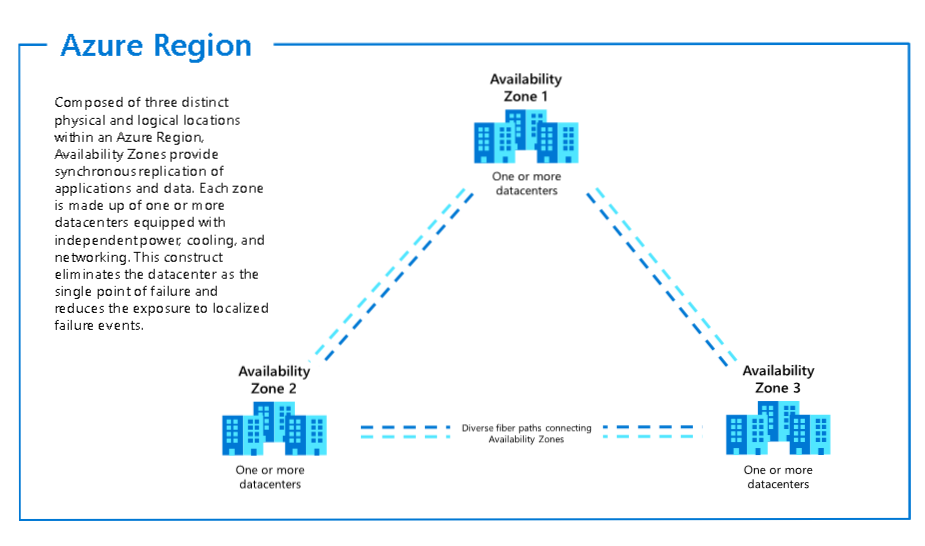 Azure Region
Composed of three distinct
physical and logical locations
within an Azure Region,
Availability Zones provide
synchronous replication of
applications and data. Each zone
is made up of one or more
datacenters equipped with
independent power, cooling, and
networking. This construct
eliminates the datacenter as the
single point of failure and
reduces the exposure to localized
failure events.
Availability
Zone 1
One or more
datacenters
Availability
Zone 2
One or more
datacenters
Diverse fiber paths connecting
Availability Zones
Availability
Zone 3
One or more
datacenters